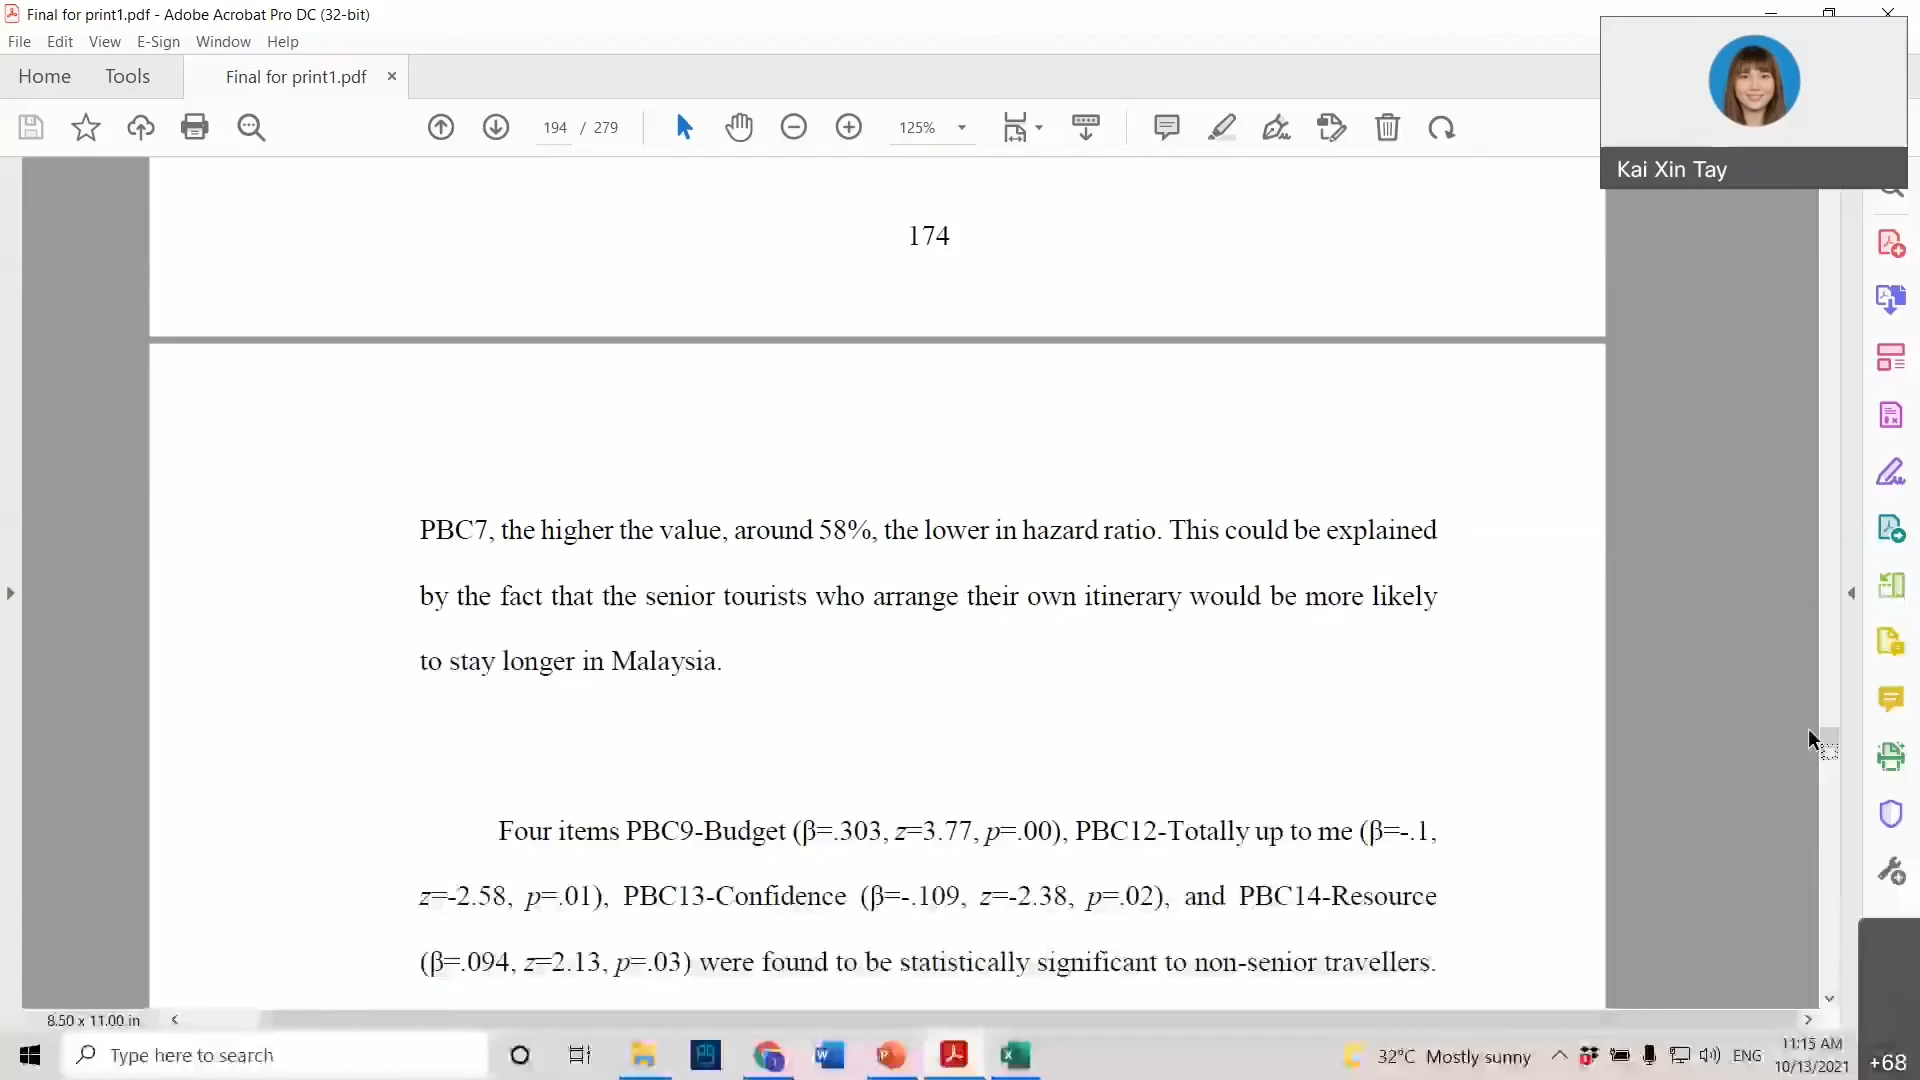 Final for print1.pdf - Adobe Acrobat Pro DC (32-bit)
File Edit View E-Sign Window Help
Home Tools Final for print1.pdf
194 / 279
125%
Kai Xin Tay
174
PBC7, the higher the value, around 58%, the lower in hazard ratio. This could be explained
by the fact that the senior tourists who arrange their own itinerary would be more likely
to stay longer in Malaysia.
Four items PBC9-Budget (β=.303, z=3.77, p=.00), PBC12-Totally up to me (β=-.1,
z=-2.58, p=.01), PBC13-Confidence (β=-.109, z=-2.38, p=.02), and PBC14-Resource
(β=.094, z=2.13, p=.03) were found to be statistically significant to non-senior travellers.
8.50 x 11.00 in
Type here to search
32°C Mostly sunny
ENG
11:15 AM
10/13/2021
+68